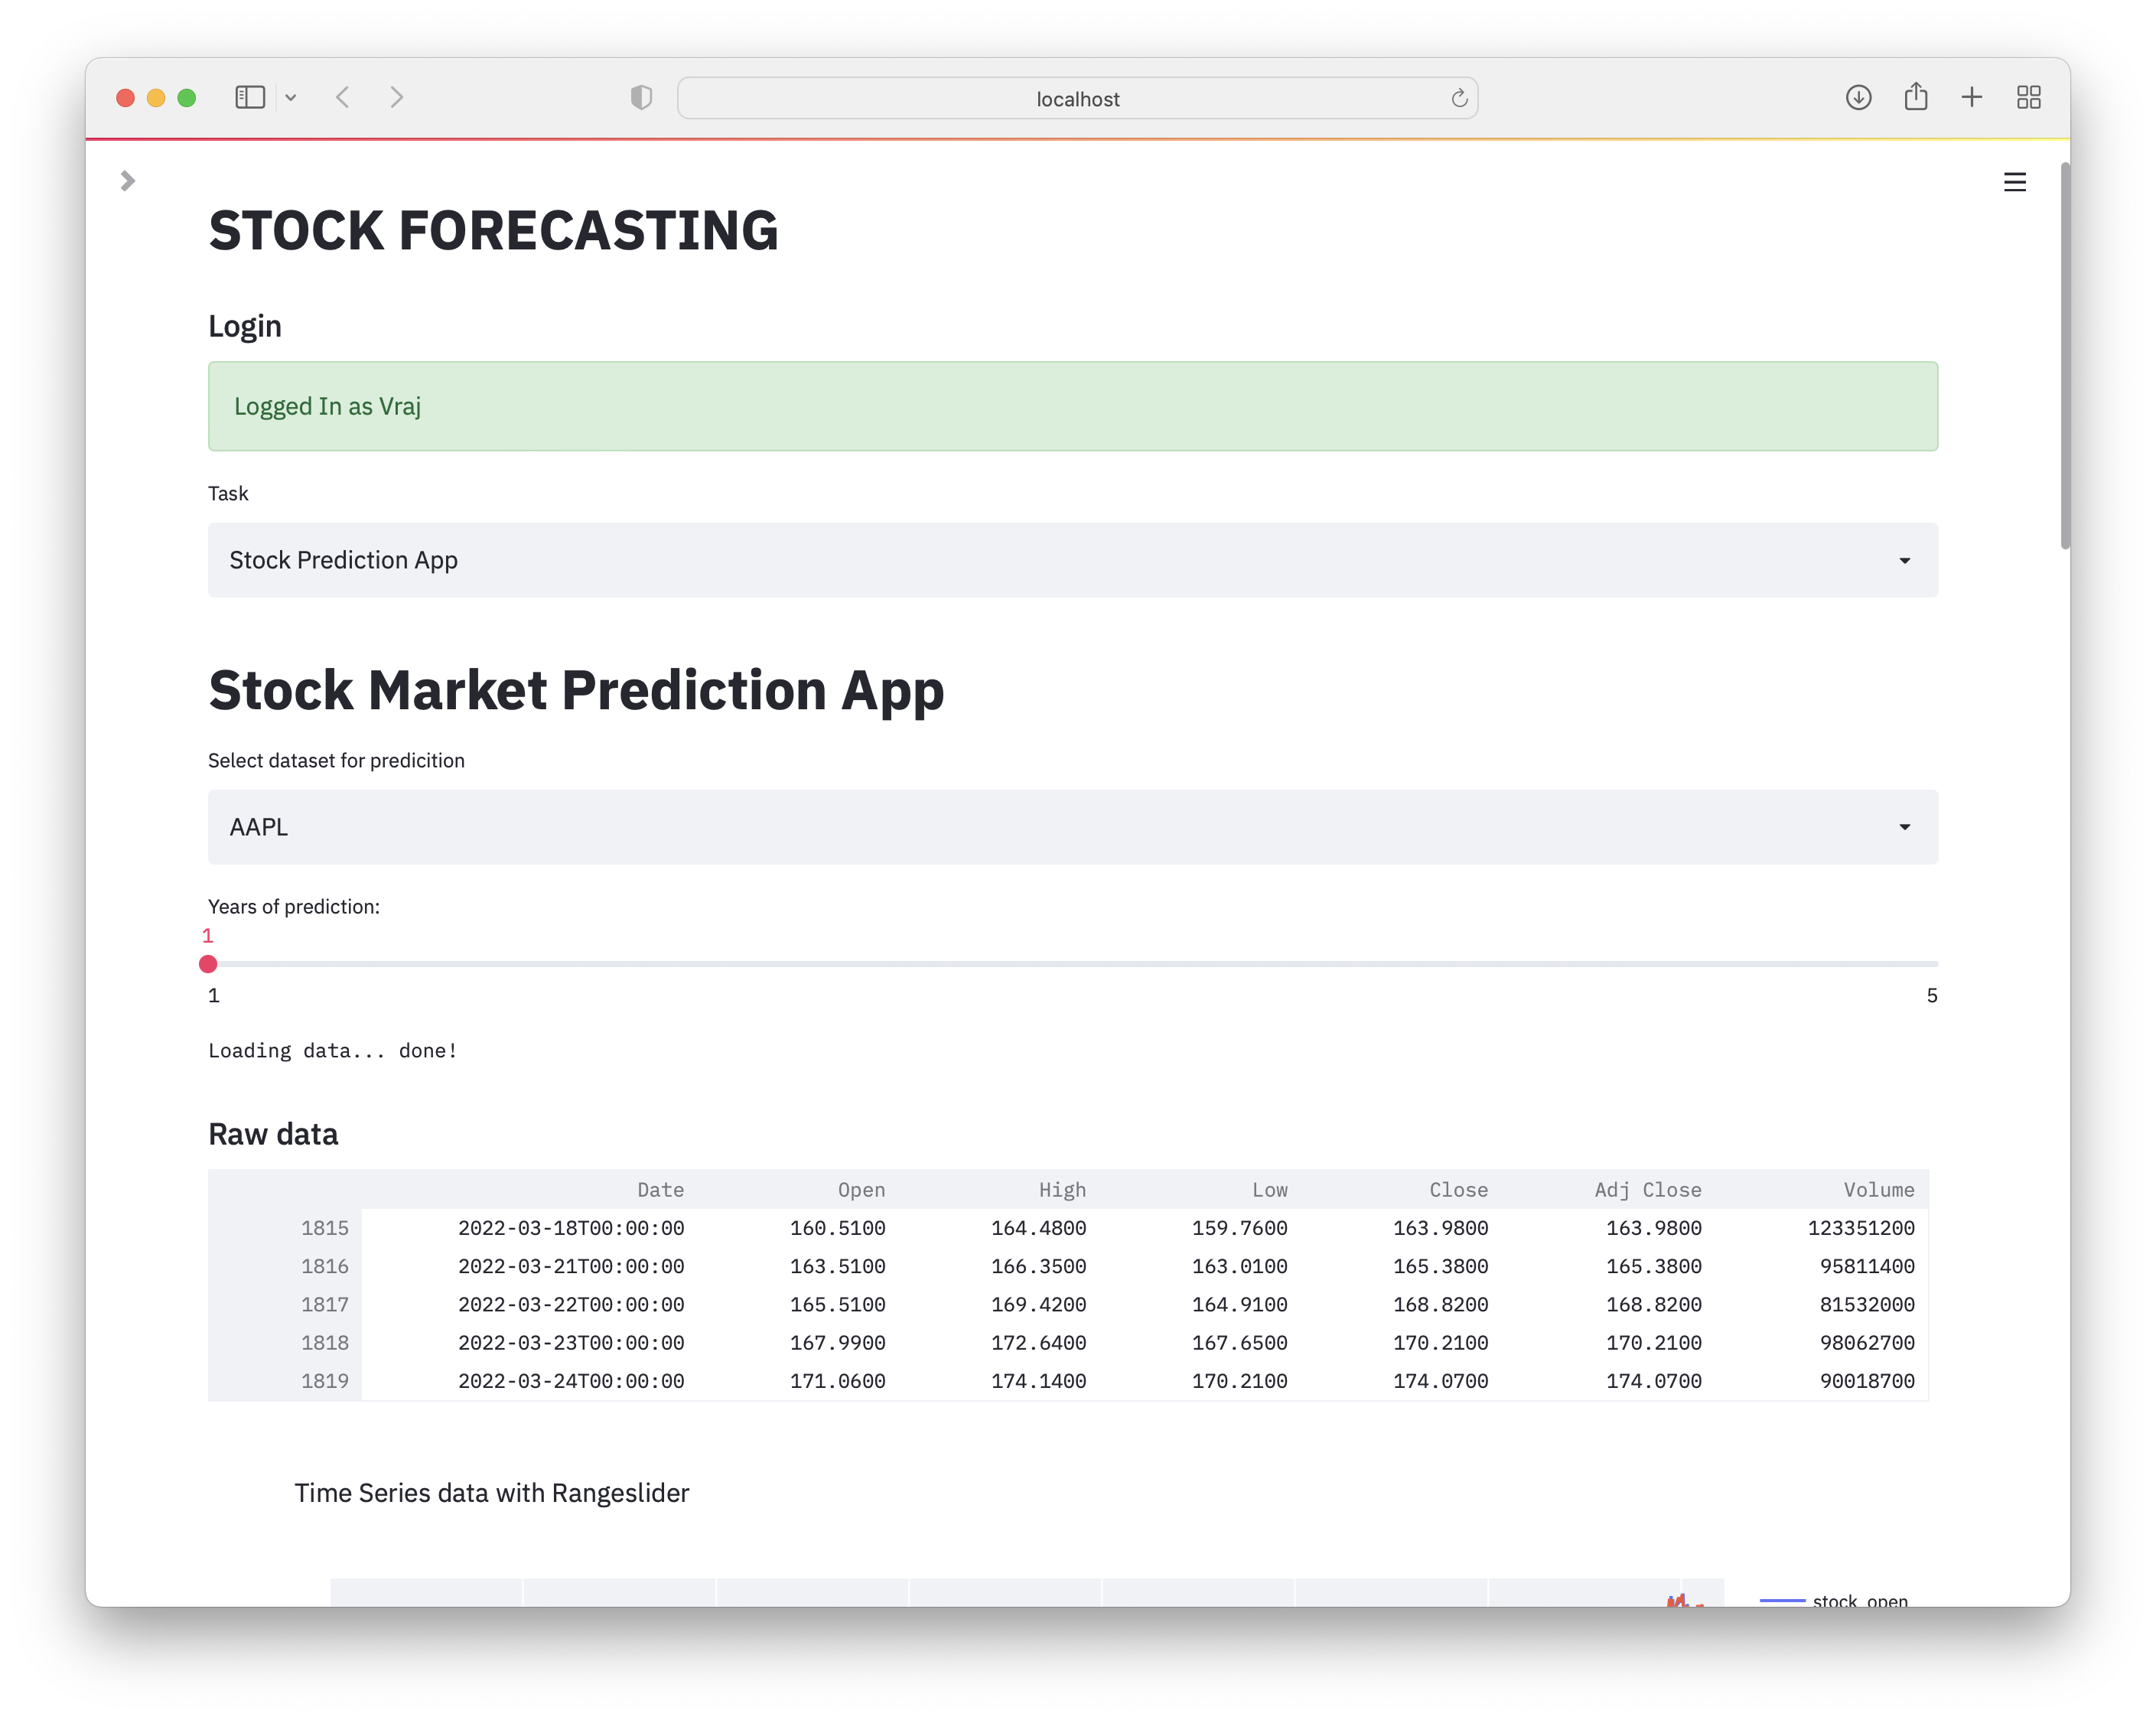 localhost
STOCK FORECASTING
Login
Logged In as Vraj
Task
Stock Prediction App
Stock Market Prediction App
Select dataset for predicition
AAPL
Years of prediction:
1
1 5
Loading data... done!
Raw data
Date Open High Low Close Adj Close Volume
1815 2022-03-18T00:00:00 160.5100 164.4800 159.7600 163.9800 163.9800 123351200
1816 2022-03-21T00:00:00 163.5100 166.3500 163.0100 165.3800 165.3800 95811400
1817 2022-03-22T00:00:00 165.5100 169.4200 164.9100 168.8200 168.8200 81532000
1818 2022-03-23T00:00:00 167.9900 172.6400 167.6500 170.2100 170.2100 98062700
1819 2022-03-24T00:00:00 171.0600 174.1400 170.2100 174.0700 174.0700 90018700
Time Series data with Rangeslider
stock_open